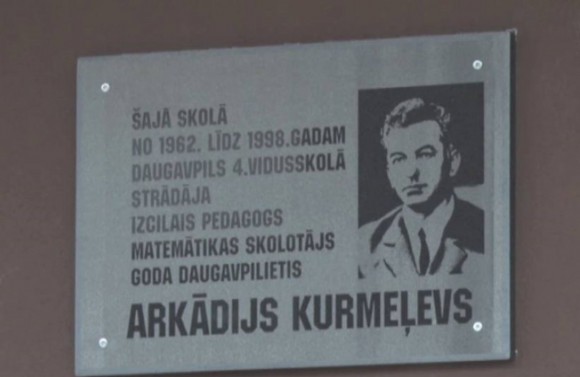 ŠAJĀ SKOLĀ
NO 1962. LĪDZ 1998.GADAM
DAUGAVPILS 4.VIDUSSKOLĀ
STRĀDĀJA
IZCILAIS PEDAGOGS
MATEMĀTIKAS SKOLOTĀJS
GODA DAUGAVPILIETIS
ARKĀDIJS KURMEĻEVS